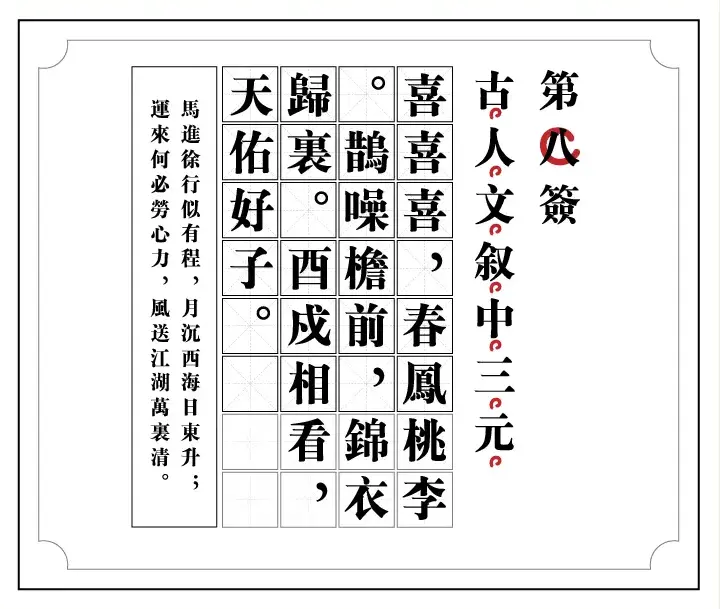 第八簽
古人文叙中三元
喜喜喜，春鳳桃李
。鵲噪檐前，錦衣
歸裏。酉戍相看，
天佑好子。
馬進徐行似有程，月沉西海日東升；
運來何必勞心力，風送江湖萬裏清。